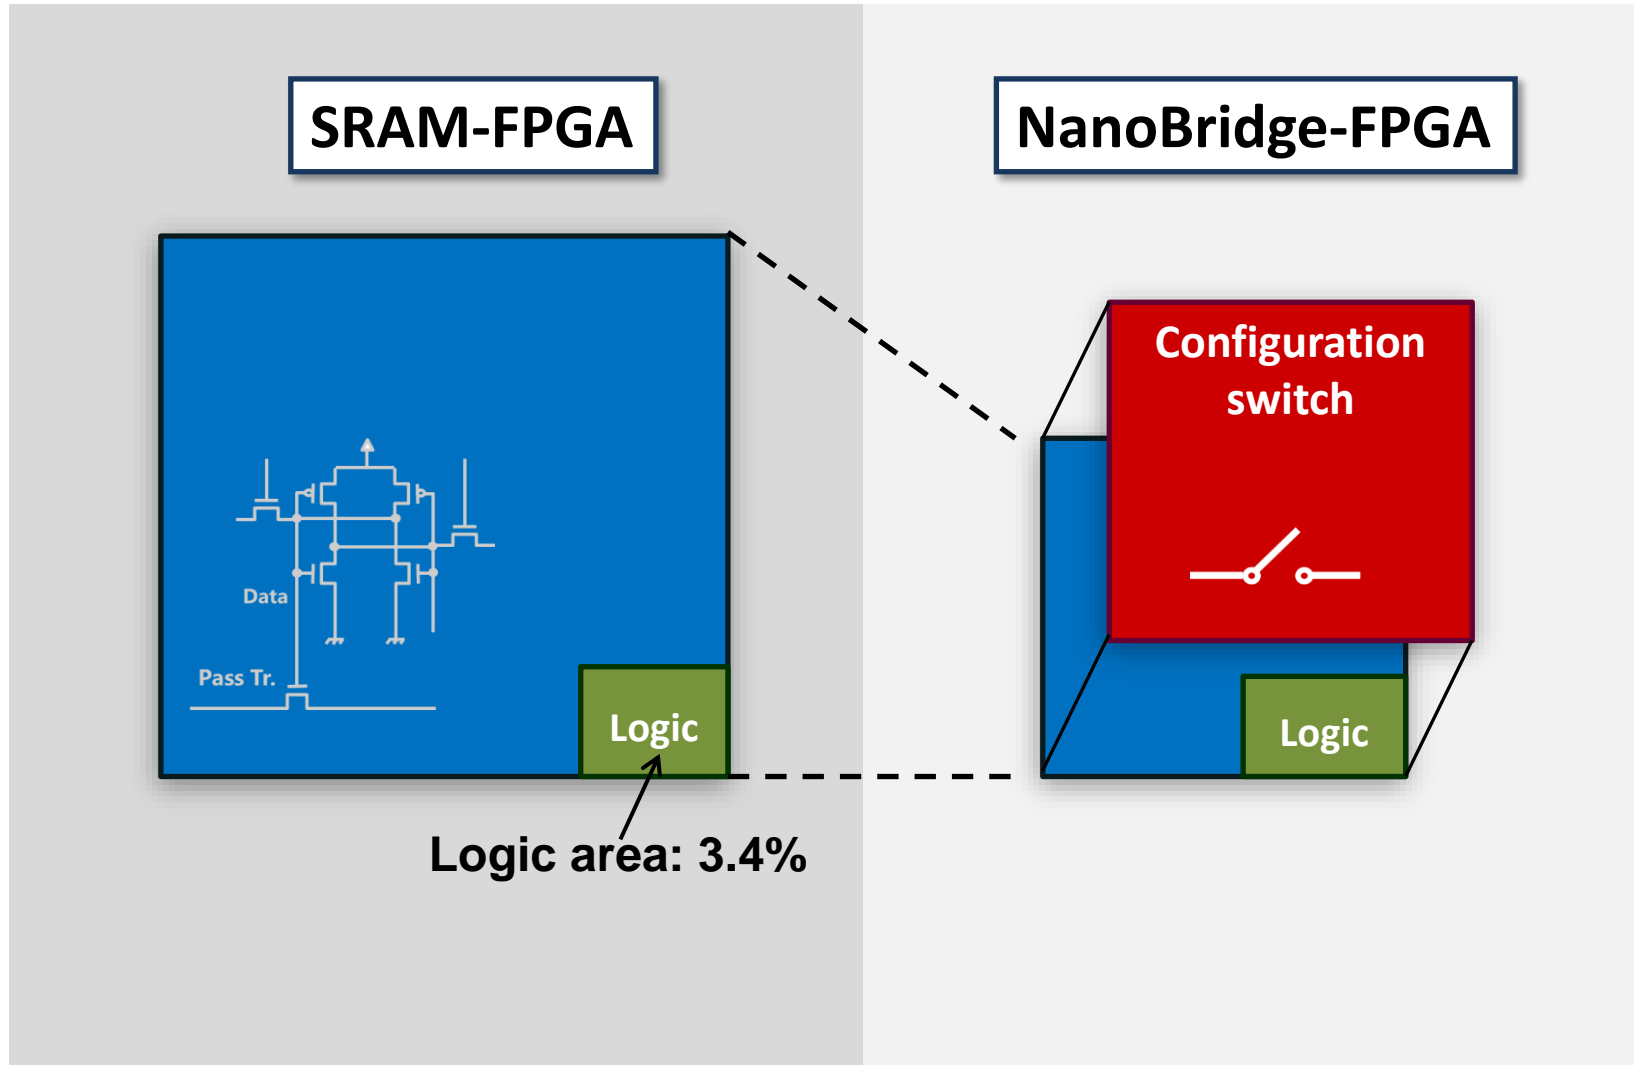 SRAM-FPGA
NanoBridge-FPGA
Configuration
switch
Data
Pass Tr.
Logic
Logic
Logic area: 3.4%